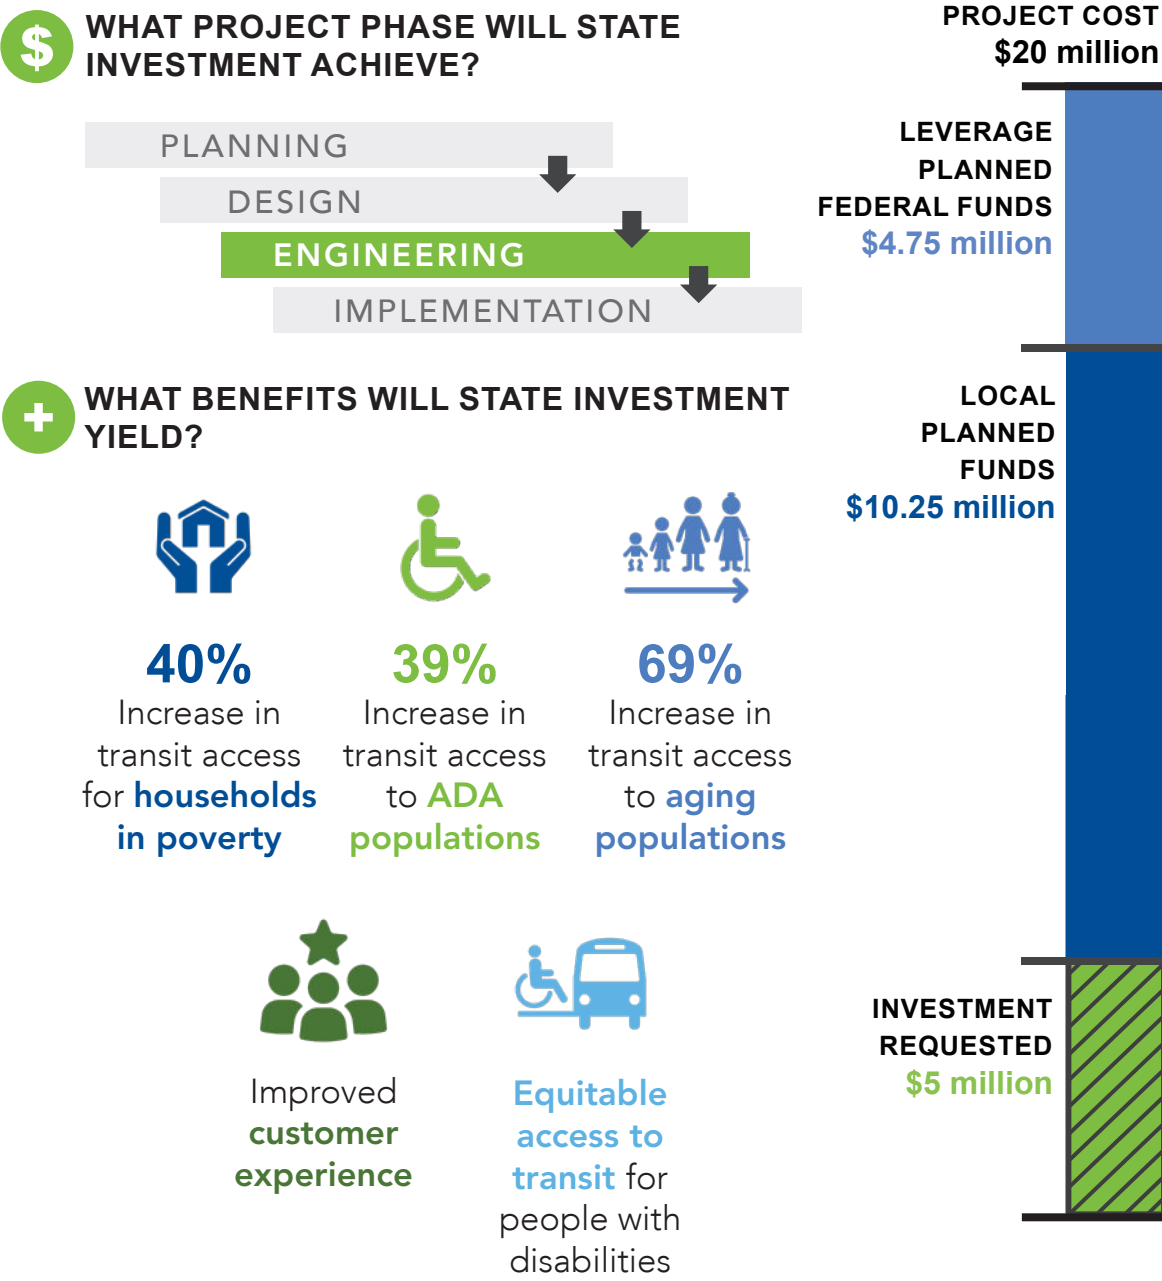 $
WHAT PROJECT PHASE WILL STATE
INVESTMENT ACHIEVE?
PLANNING
DESIGN
ENGINEERING
IMPLEMENTATION
WHAT BENEFITS WILL STATE INVESTMENT
YIELD?
40%
Increase in
transit access
for households
in poverty
39%
Increase in
transit access
to ADA
populations
69%
Increase in
transit access
to aging
populations
Improved
customer
experience
Equitable
access to
transit for
people with
disabilities
PROJECT COST
$20 million
LEVERAGE
PLANNED
FEDERAL FUNDS
$4.75 million
LOCAL
PLANNED
FUNDS
$10.25 million
INVESTMENT
REQUESTED
$5 million